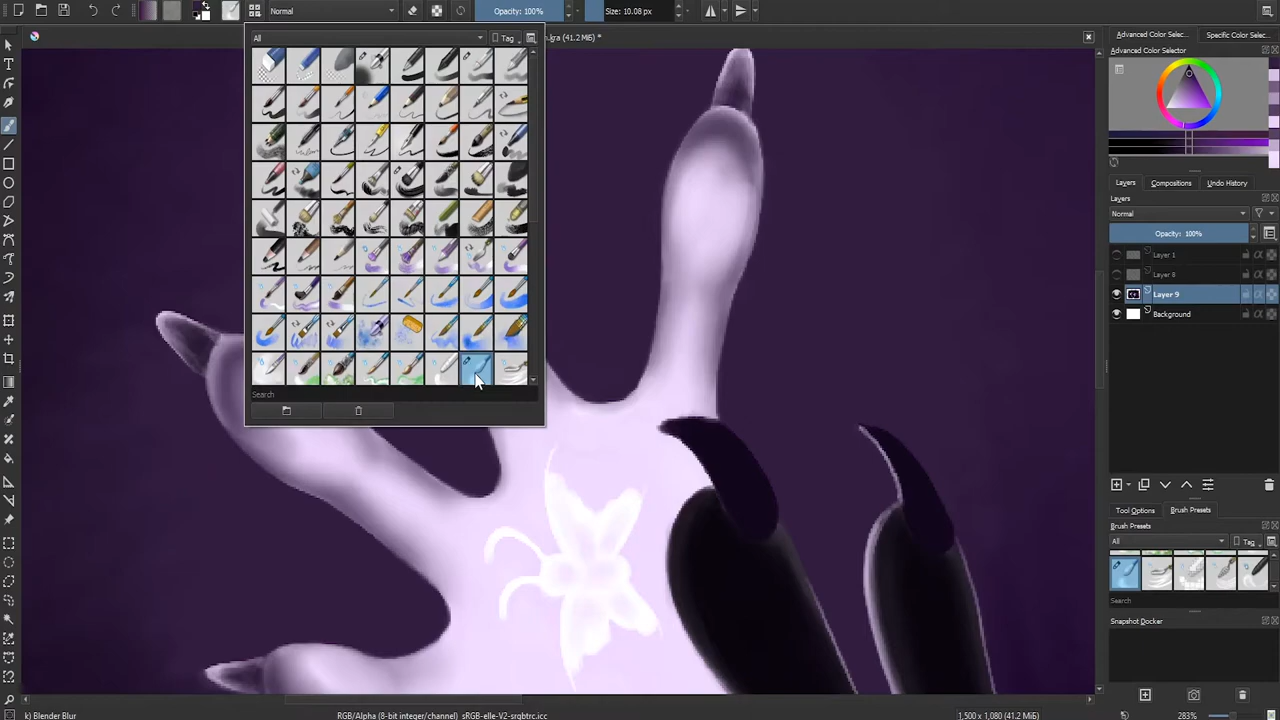 Normal
Opacity: 100%
Size: 10.08 px
.kra (41.2 MiB) *
All
Tag
Search
Advanced Color Selec...
Specific Color Selec...
Advanced Color Selector
Layers
Compositions
Undo History
Layers
Normal
Opacity: 100%
Layer 1
Layer 8
Layer 9
Background
Tool Options
Brush Presets
Brush Presets
All
Tag
Search
Snapshot Docker
k) Blender Blur
RGB/Alpha (8-bit integer/channel) sRGB-elle-V2-srgbtrc.icc
1,500 x 1,080 (41.2 MiB)
283%